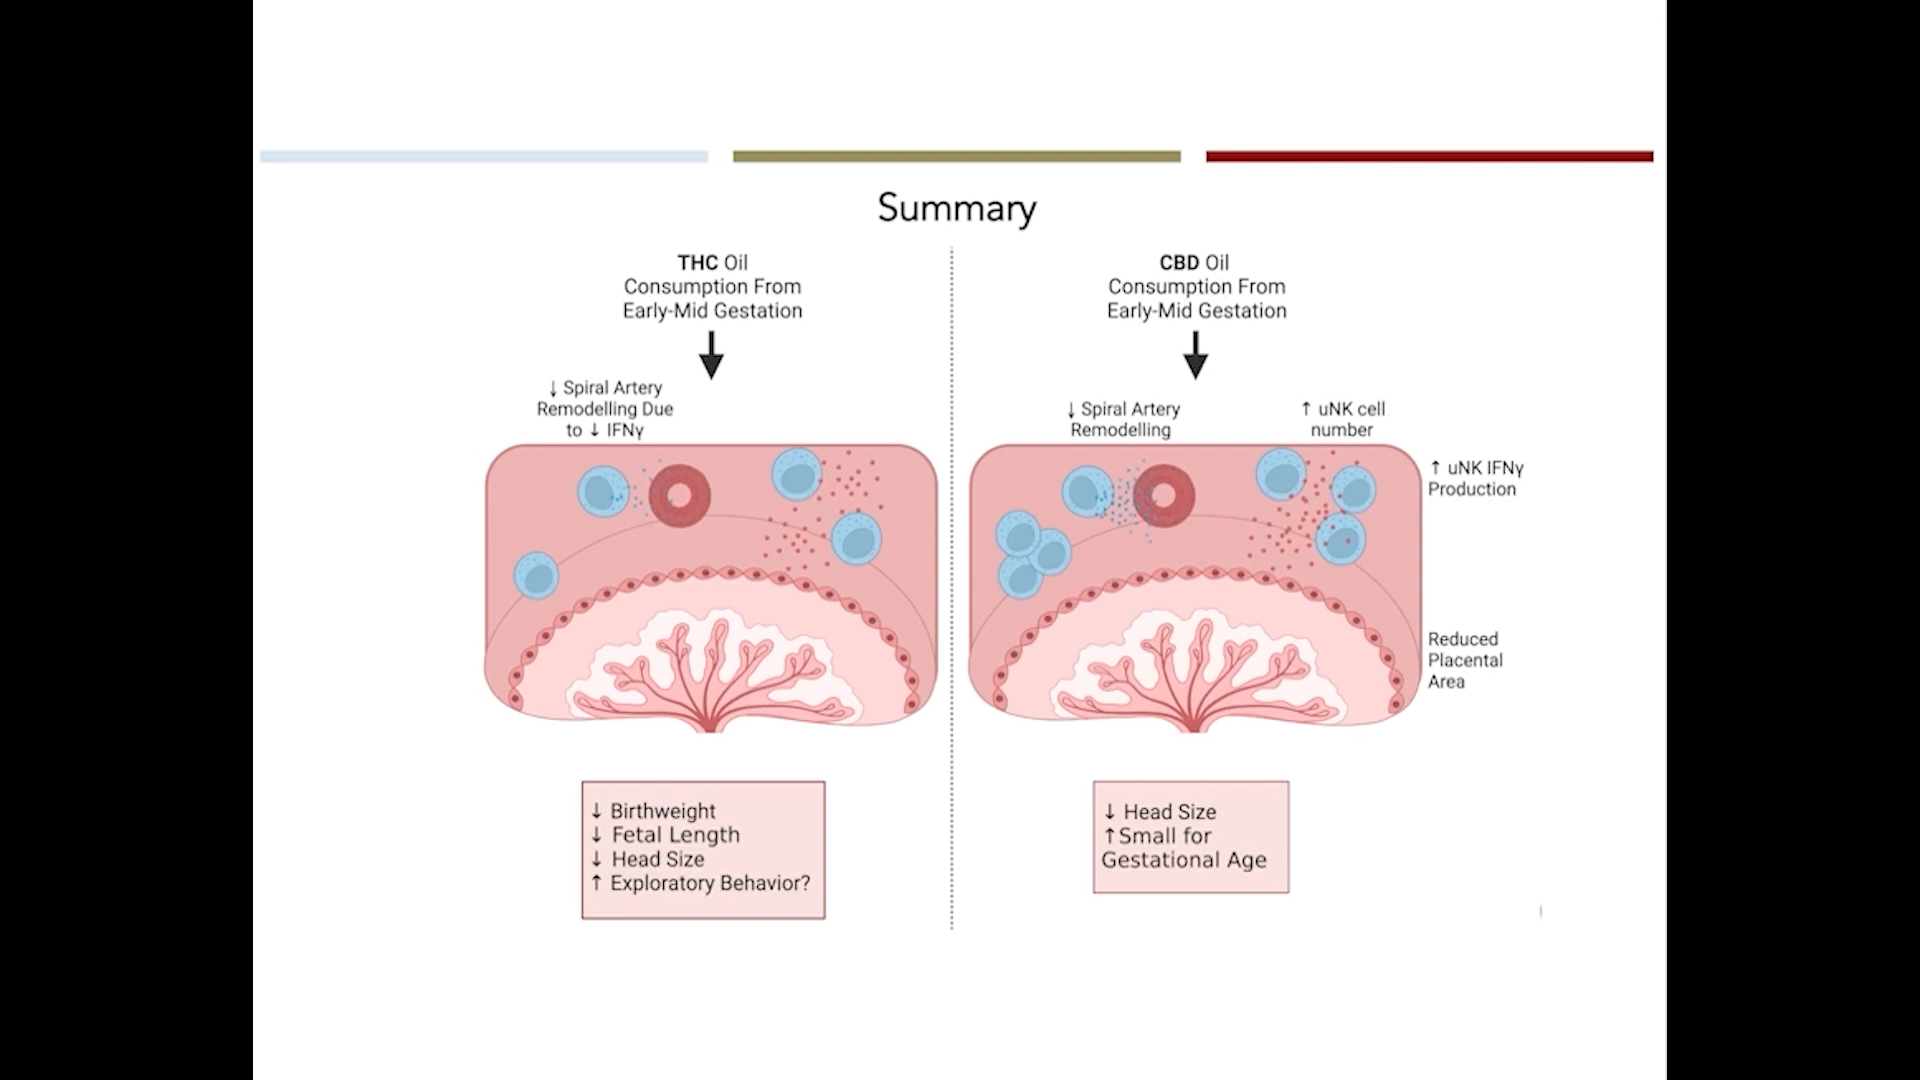 Summary
THC Oil
Consumption From
Early-Mid Gestation
↓ Spiral Artery
Remodelling Due
to ↓ IFNγ
↓ Birthweight
↓ Fetal Length
↓ Head Size
↑ Exploratory Behavior?
CBD Oil
Consumption From
Early-Mid Gestation
↓ Spiral Artery
Remodelling
↑ uNK cell
number
↑ uNK IFNγ
Production
Reduced
Placental
Area
↓ Head Size
↑Small for
Gestational Age